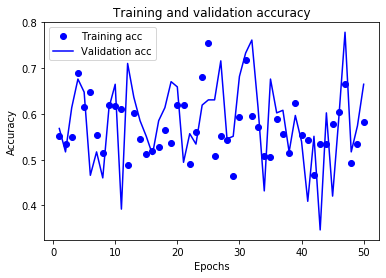 Training and validation accuracy
0.8
0.7
0.6
0.5
0.4
Accuracy
Training acc
Validation acc
0
10
20
30
40
50
Epochs